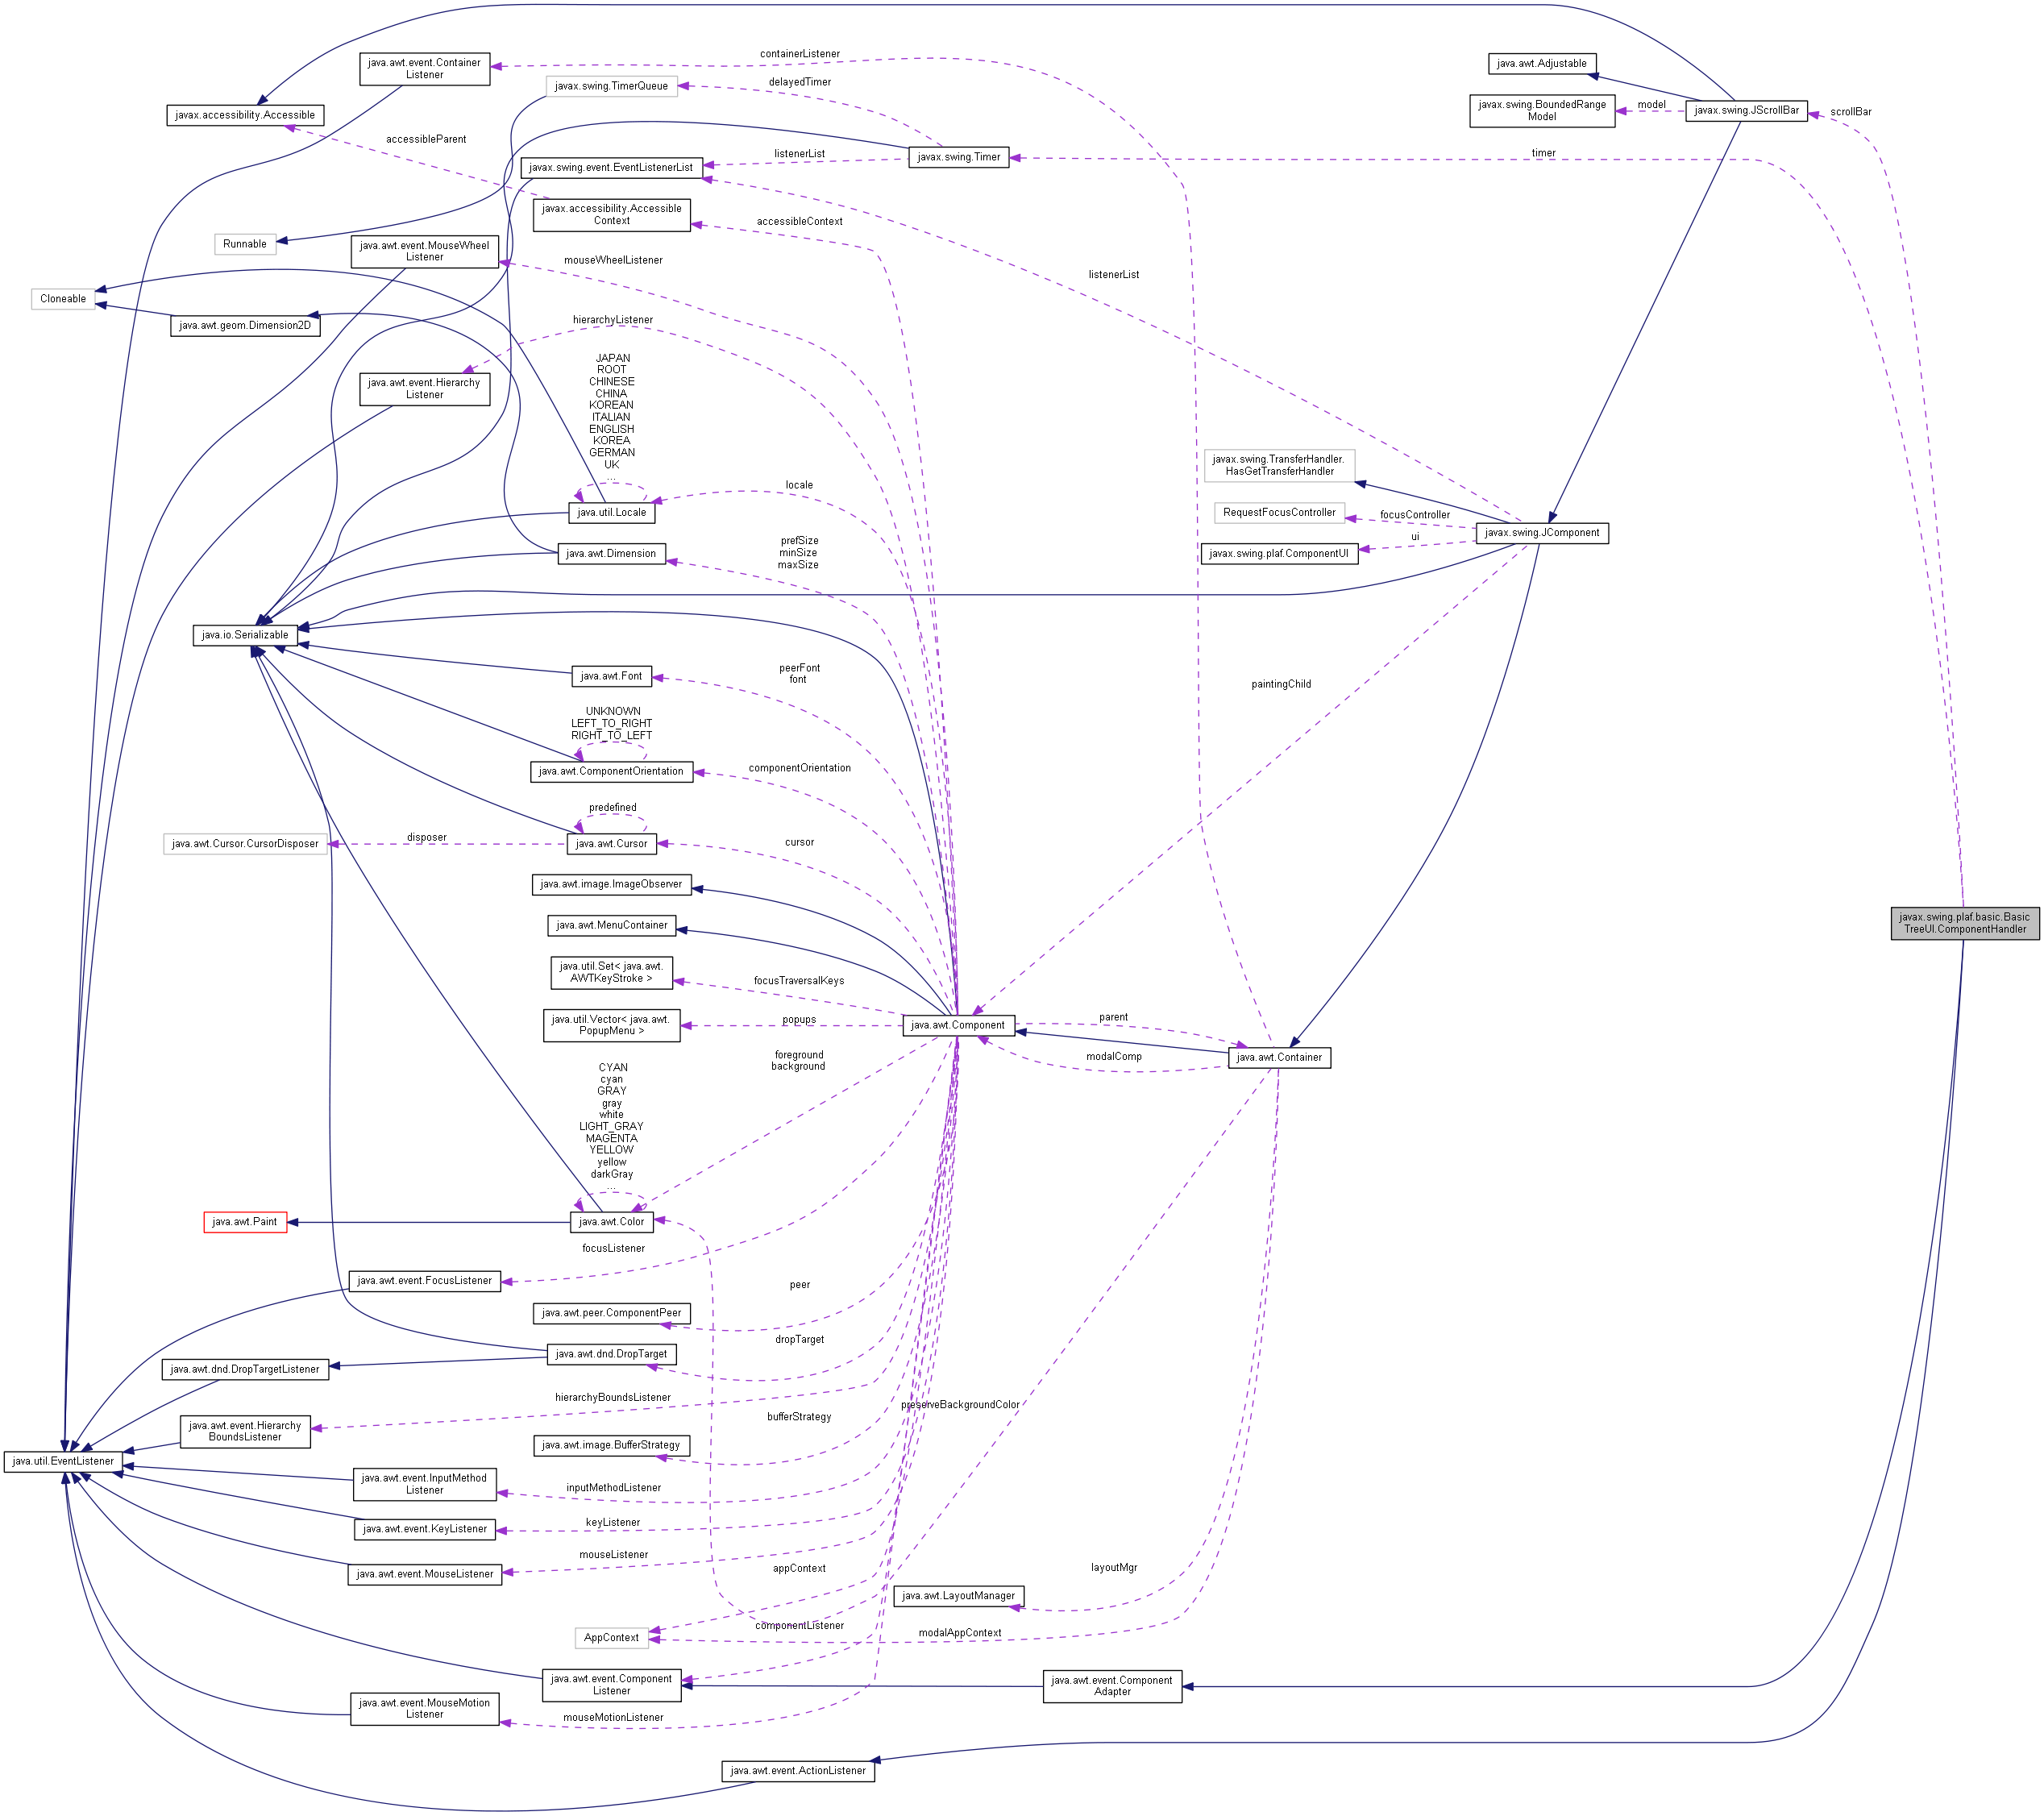 containerListener
java.awt.event.Container
Listener
java.awt.Adjustable
javax.swing.TimerQueue
delayedTimer
javax.swing.BoundedRange
Model
model
javax.swing.JScrollBar
scrollBar
javax.accessibility.Accessible
accessibleParent
listenerList
javax.swing.Timer
timer
javax.swing.event.EventListenerList
javax.accessibility.Accessible
Context
accessibleContext
Runnable
java.awt.event.MouseWheel
Listener
mouseWheelListener
listenerList
Cloneable
java.awt.geom.Dimension2D
hierarchyListener
java.awt.event.Hierarchy
Listener
JAPAN
ROOT
CHINESE
CHINA
KOREAN
ITALIAN
ENGLISH
KOREA
GERMAN
UK
...
javax.swing.TransferHandler.
HasGetTransferHandler
locale
java.util.Locale
RequestFocusController
focusController
javax.swing.JComponent
ui
javax.swing.plaf.ComponentUI
java.awt.Dimension
prefSize
minSize
maxSize
java.io.Serializable
java.awt.Font
peerFont
font
paintingChild
UNKNOWN
LEFT_TO_RIGHT
RIGHT_TO_LEFT
java.awt.ComponentOrientation
componentOrientation
predefined
java.awt.Cursor.CursorDisposer
disposer
java.awt.Cursor
cursor
java.awt.image.ImageObserver
java.awt.MenuContainer
javax.swing.plaf.basic.Basic
TreeUI.ComponentHandler
java.util.Set< java.awt.
AWTKeyStroke >
focusTraversalKeys
java.util.Vector< java.awt.
PopupMenu >
popups
java.awt.Component
parent
modalComp
java.awt.Container
foreground
background
CYAN
cyan
GRAY
gray
white
LIGHT_GRAY
MAGENTA
YELLOW
yellow
darkGray
...
java.awt.Paint
java.awt.Color
focusListener
java.awt.event.FocusListener
peer
java.awt.peer.ComponentPeer
dropTarget
java.awt.dnd.DropTarget
java.awt.dnd.DropTargetListener
hierarchyBoundsListener
preserveBackgroundColor
java.awt.event.Hierarchy
BoundsListener
bufferStrategy
java.awt.image.BufferStrategy
java.util.EventListener
java.awt.event.InputMethod
Listener
inputMethodListener
keyListener
java.awt.event.KeyListener
mouseListener
java.awt.event.MouseListener
appContext
layoutMgr
java.awt.LayoutManager
AppContext
componentListener
modalAppContext
java.awt.event.Component
Listener
java.awt.event.Component
Adapter
java.awt.event.MouseMotion
Listener
mouseMotionListener
java.awt.event.ActionListener